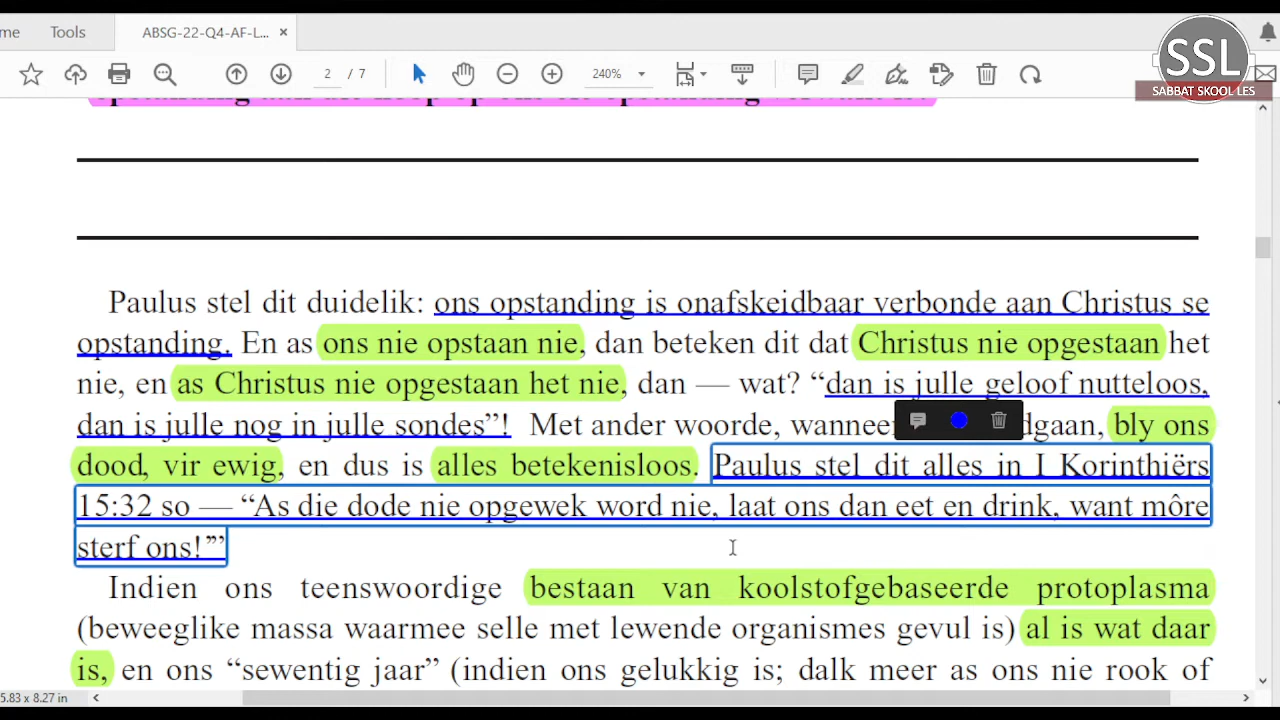 me Tools ABSG-22-Q4-AF-L... ×
2 / 7 240%
SSL
SABBAT SKOOL LES
Paulus stel dit duidelik: ons opstanding is onafskeidbaar verbonde aan Christus se
opstanding. En as ons nie opstaan nie, dan beteken dit dat Christus nie opgestaan het
nie, en as Christus nie opgestaan het nie, dan — wat? “dan is julle geloof nutteloos,
dan is julle nog in julle sondes”! Met ander woorde, wanneer dgaan, bly ons
dood, vir ewig, en dus is alles betekenisloos. Paulus stel dit alles in I Korinthiërs
15:32 so — “As die dode nie opgewek word nie, laat ons dan eet en drink, want môre
sterf ons!’”
Indien ons teenswoordige bestaan van koolstofgebaseerde protoplasma
(beweeglike massa waarmee selle met lewende organismes gevul is) al is wat daar
is, en ons “sewentig jaar” (indien ons gelukkig is; dalk meer as ons nie rook of
5.83 x 8.27 in